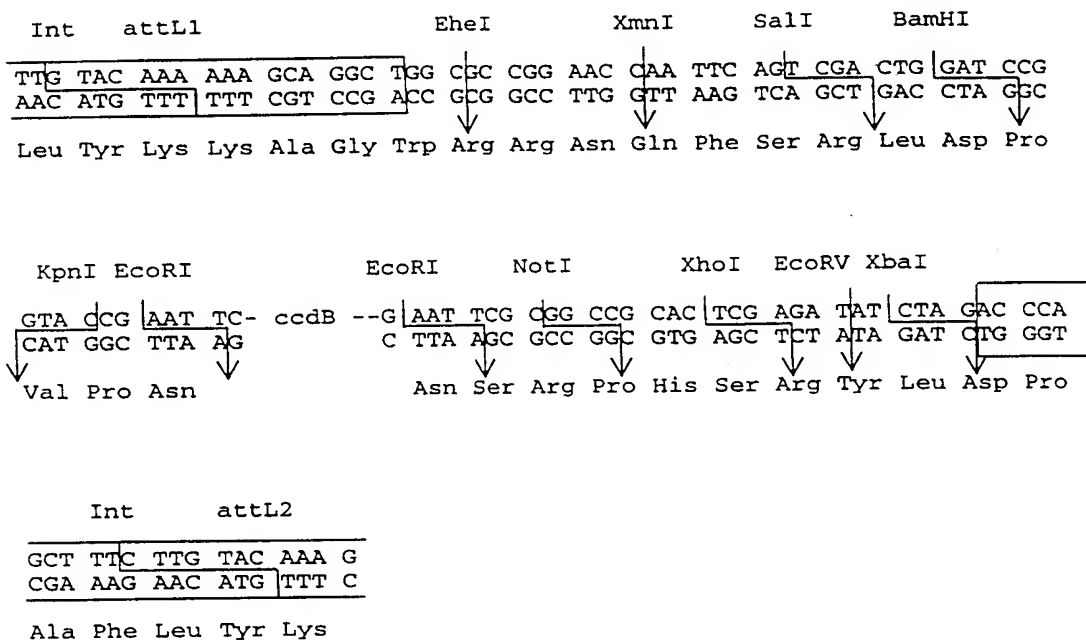 Int attL1 EheI XmnI SalI BamHI
TTG TAC AAA AAA GCA GGC TGG CGC CGG AAC CAA TTC AGT CGA CTG GAT CCG
AAC ATG TTT TTT CGT CCG ACC GCG GCC TTG GTT AAG TCA GCT GAC CTA GGC
Leu Tyr Lys Lys Ala Gly Trp Arg Arg Asn Gln Phe Ser Arg Leu Asp Pro
KpnI EcoRI EcoRI NotI XhoI EcoRV XbaI
GTA CCG AAT TC- ccdB --G AAT TCG CGG CCG CAC TCG AGA TAT CTAG ACC CA
CAT GGC TTA AG C TTA AGC GCC GGC GTG AGC TCT ATA GAT CTG GGT
Val Pro Asn Asn Ser Arg Pro His Ser Arg Tyr Leu Asp Pro
Int attL2
GCT TTC TTG TAC AAA G
CGA AAG AAC ATG TTT C
Ala Phe Leu Tyr Lys